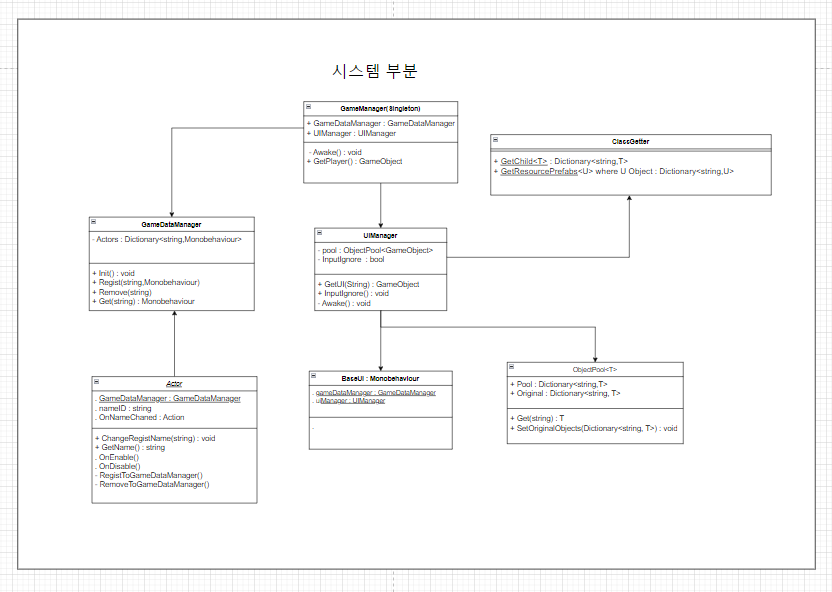 시스템 부분
GameManager(Singleton)
+ GameDataManager : GameDataManager
+ UIManager : UIManager
- Awake() : void
+ GetPlayer() : GameObject
ClassGetter
+ GetChild<T> : Dictionary<string,T>
+ GetResourcePrefabs<U> where U Object : Dictionary<string,U>
GameDataManager
- Actors : Dictionary<string,Monobehaviour>
+ Init() : void
+ Regist(string,Monobehaviour)
+ Remove(string)
+ Get(string) : Monobehaviour
UIManager
- pool : ObjectPool<GameObject>
- InputIgnore : bool
+ GetUI(String) : GameObject
+ InputIgnore() : void
- Awake() : void
Actor
. GameDataManager : GameDataManager
. nameID : string
. OnNameChaned : Action
+ ChangeRegistName(string) : void
+ GetName() : string
. OnEnable()
. OnDisable()
- RegistToGameDataManager()
- RemoveToGameDataManager()
BaseUI : Monobehaviour
. gameDataManager : GameDataManager
. uiManager : UIManager
.
ObjectPool<T>
+ Pool : Dictionary<string,T>
+ Original : Dictionary<string, T>
+ Get(string) : T
+ SetOriginalObjects(Dictionary<string, T>) : void